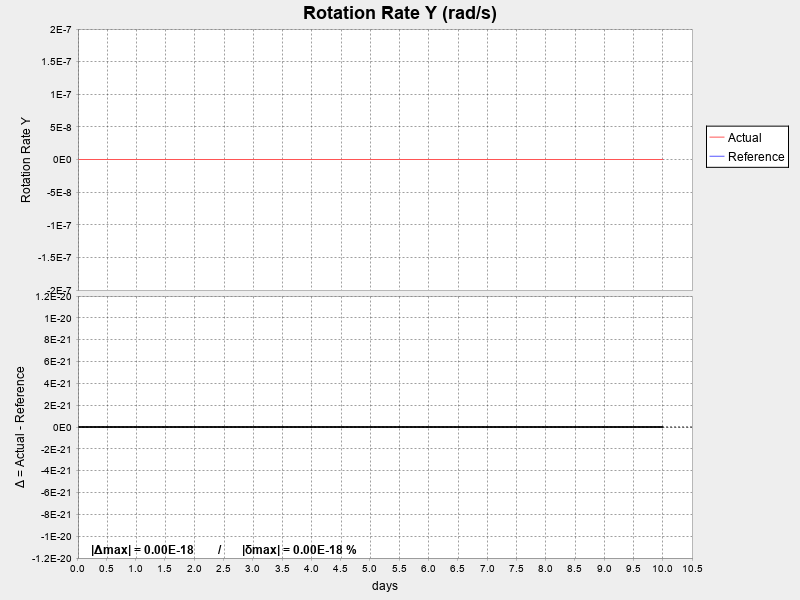 Rotation Rate Y (rad/s)
2E-7
1.5E-7
1E-7
5E-8
0E0
-5E-8
-1E-7
-1.5E-7
-2E-7
Rotation Rate Y
Actual
Reference
1.2E-20
1E-20
8E-21
6E-21
4E-21
2E-21
0E0
-2E-21
-4E-21
-6E-21
-8E-21
-1E-20
-1.2E-20
Δ = Actual - Reference
|Δmax| = 0.00E-18 / |δmax| = 0.00E-18 %
0.0 0.5 1.0 1.5 2.0 2.5 3.0 3.5 4.0 4.5 5.0 5.5 6.0 6.5 7.0 7.5 8.0 8.5 9.0 9.5 10.0 10.5
days